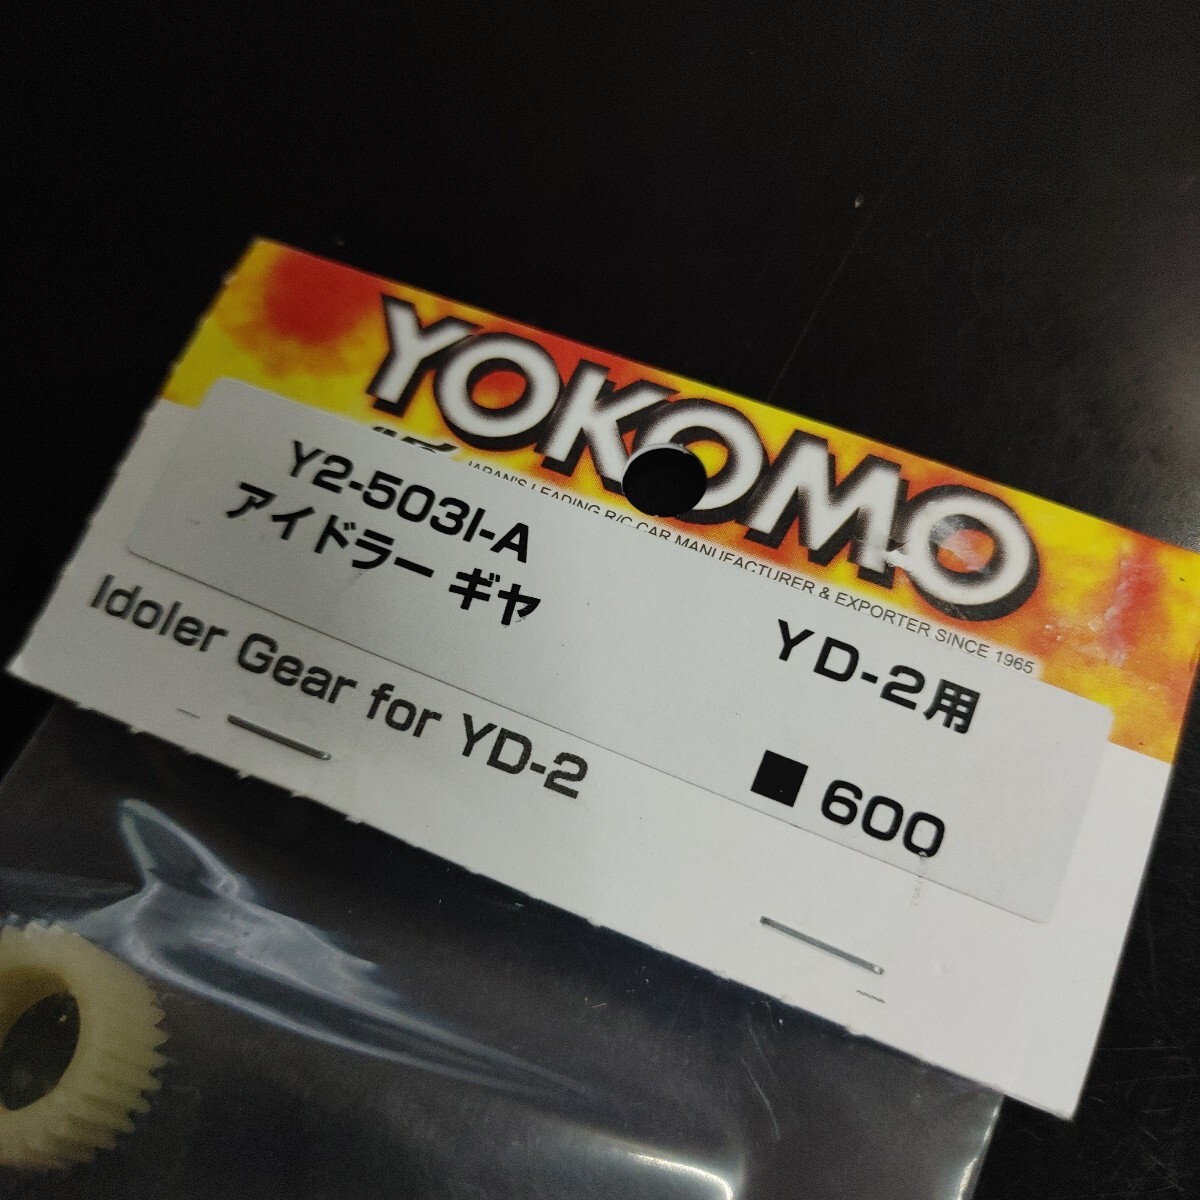 YOKOMO
JAPAN'S LEADING R/C CAR MANUFACTURER & EXPORTER SINCE 1965
Y2-503I-A
アイドラー ギヤ
YD-2用
Idoler Gear for YD-2
■ 600